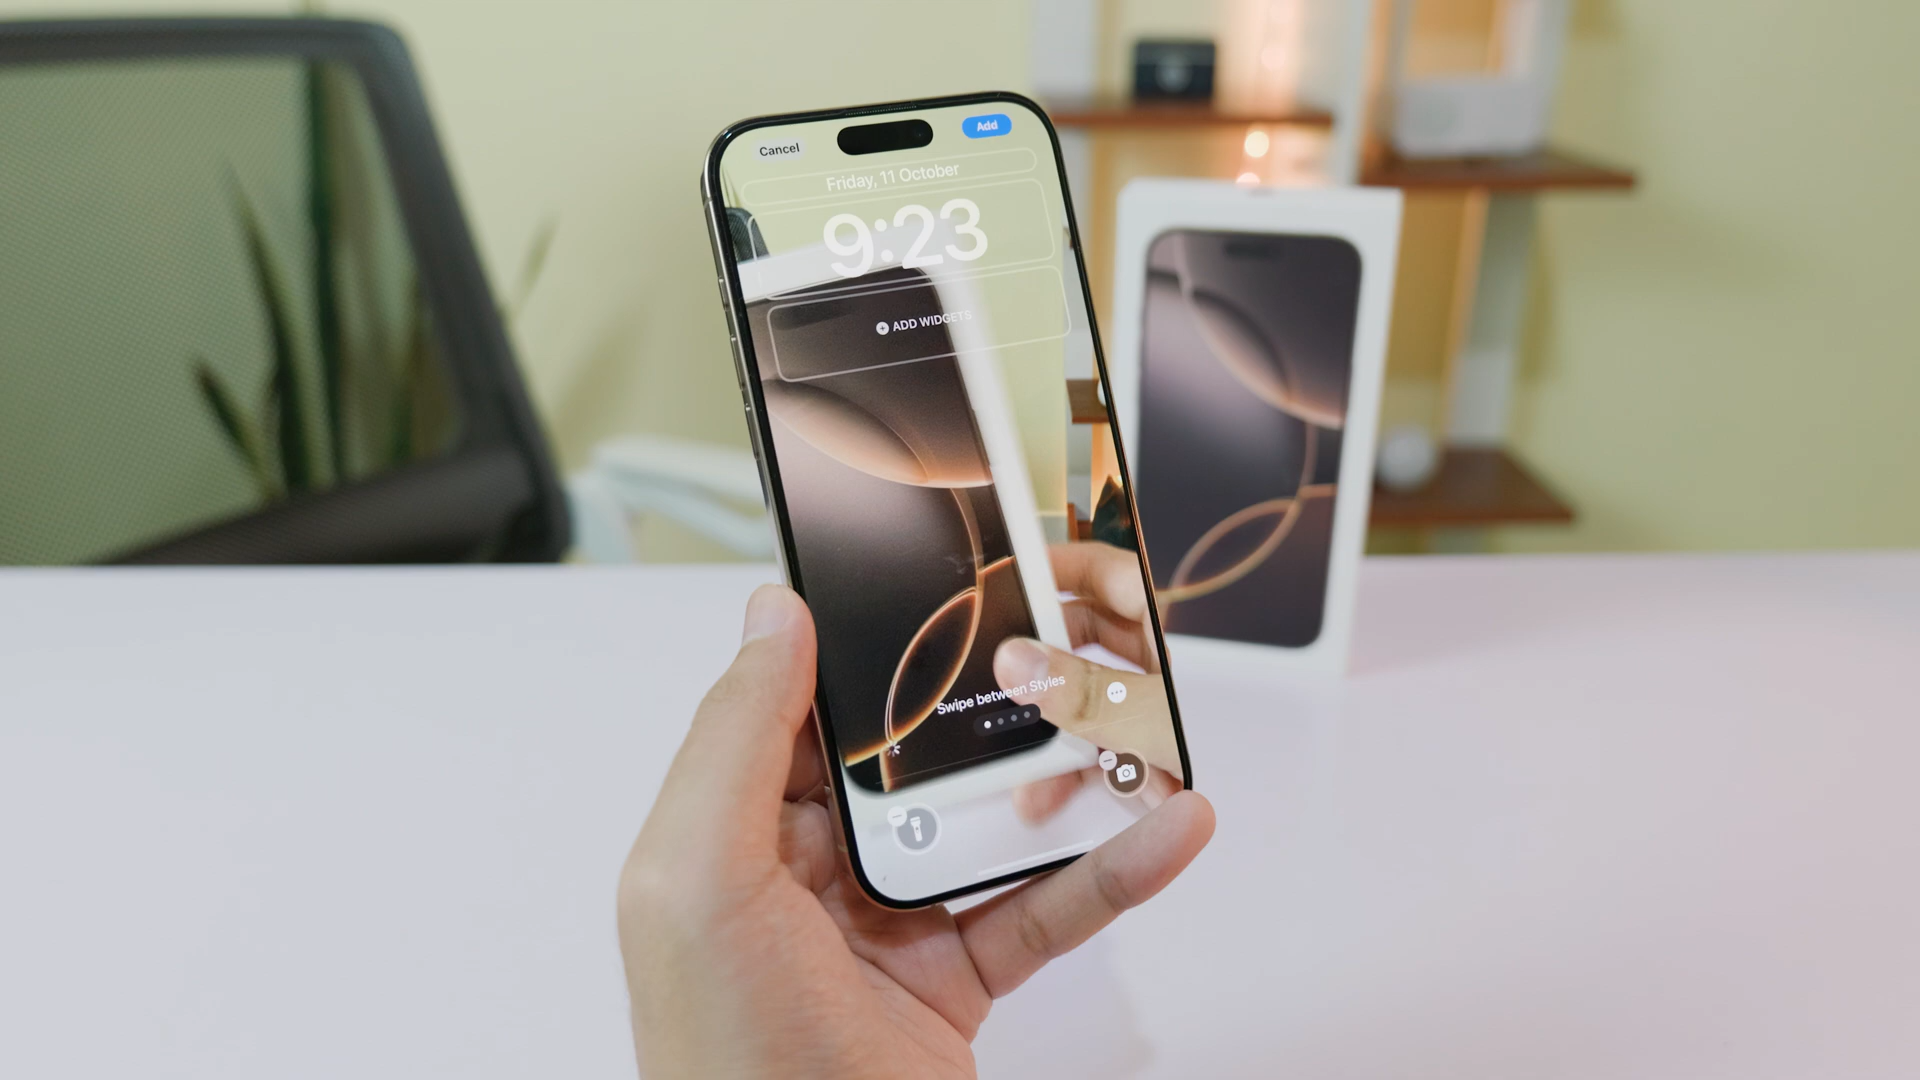 Cancel
Add
Friday, 11 October
9:23
ADD WIDGETS
Swipe between Styles